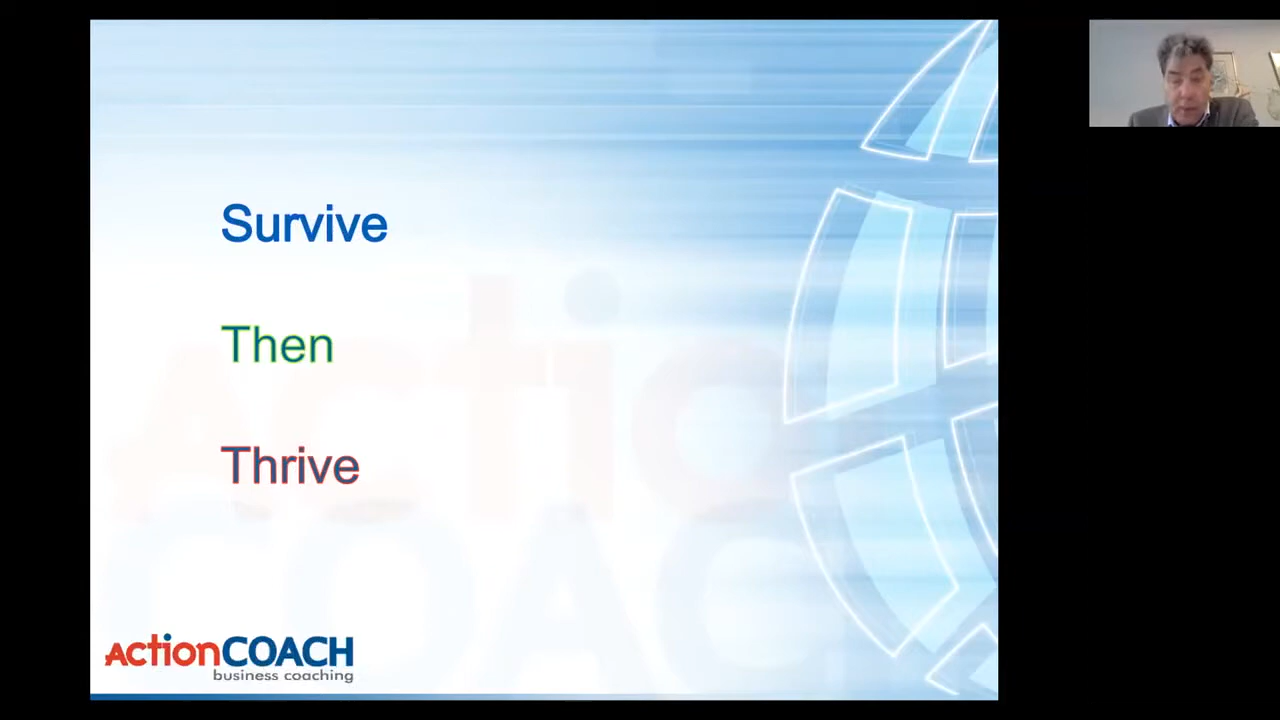 Survive
Then
Thrive
ActionCOACH
business coaching